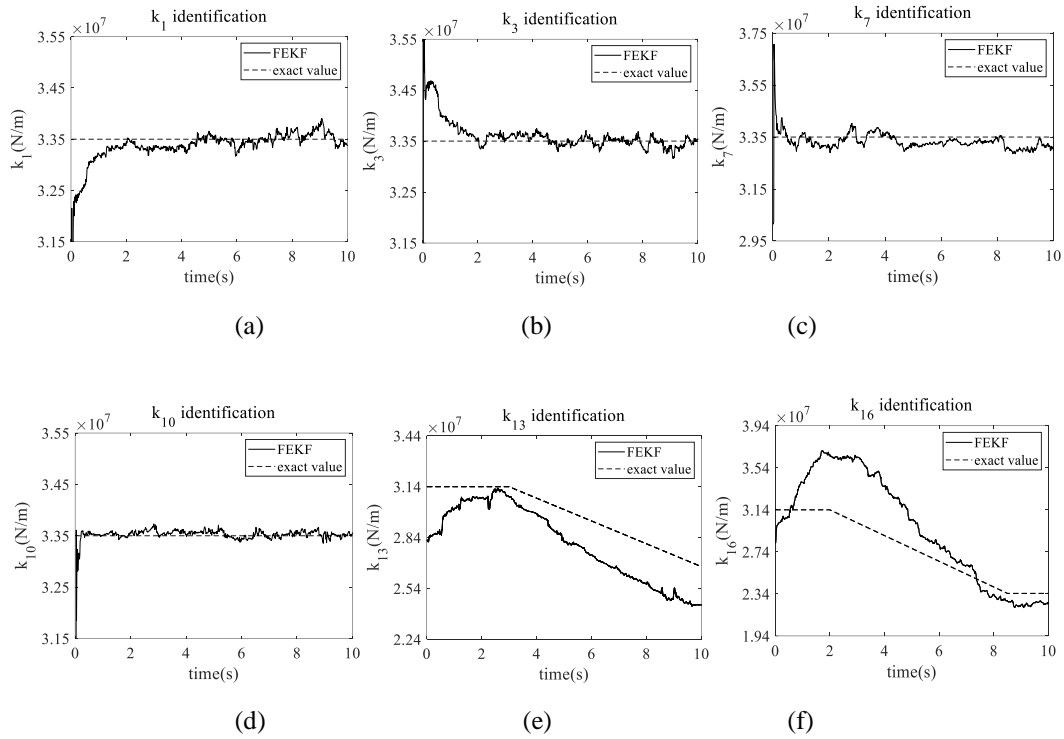 k1 identification
×10^7
3.55
3.45
3.35
3.25
3.15
k1(N/m)
FEKF
exact value
0 2 4 6 8 10
time(s)
(a)
k3 identification
×10^7
3.55
3.45
3.35
3.25
3.15
k3(N/m)
FEKF
exact value
0 2 4 6 8 10
time(s)
(b)
k7 identification
×10^7
3.75
3.55
3.35
3.15
2.95
k7(N/m)
FEKF
exact value
0 2 4 6 8 10
time(s)
(c)
k10 identification
×10^7
3.55
3.45
3.35
3.25
3.15
k10(N/m)
FEKF
exact value
0 2 4 6 8 10
time(s)
(d)
k13 identification
×10^7
3.44
3.14
2.84
2.54
2.24
k13(N/m)
FEKF
exact value
0 2 4 6 8 10
time(s)
(e)
k16 identification
×10^7
3.94
3.54
3.14
2.74
2.34
1.94
k16(N/m)
FEKF
exact value
0 2 4 6 8 10
time(s)
(f)